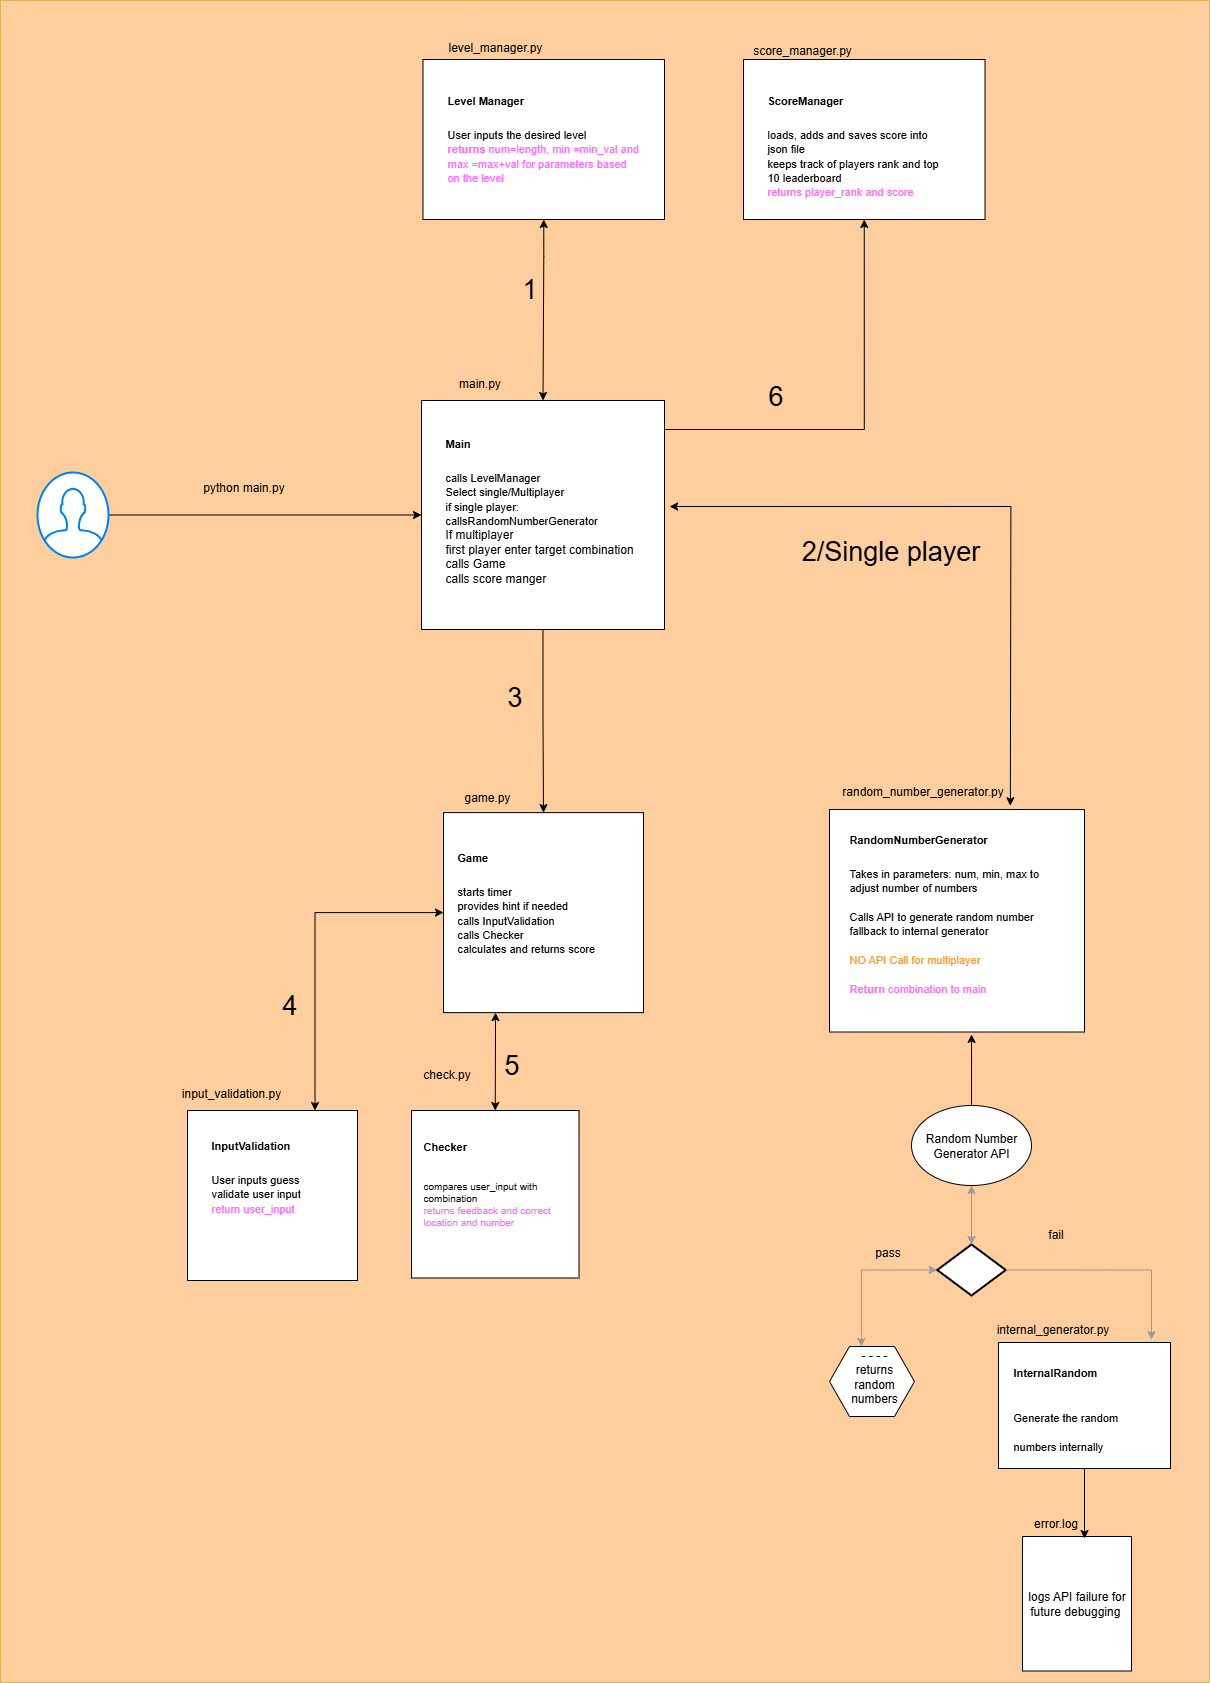 level_manager.py
Level Manager
User inputs the desired level
returns num=length, min =min_val and
max =max+val for parameters based
on the level
score_manager.py
ScoreManager
loads, adds and saves score into
json file
keeps track of players rank and top
10 leaderboard
returns player_rank and score
1
6
main.py
Main
calls LevelManager
Select single/Multiplayer
if single player:
callsRandomNumberGenerator
If multiplayer
first player enter target combination
calls Game
calls score manger
python main.py
2/Single player
3
game.py
Game
starts timer
provides hint if needed
calls InputValidation
calls Checker
calculates and returns score
random_number_generator.py
RandomNumberGenerator
Takes in parameters: num, min, max to
adjust number of numbers
Calls API to generate random number
fallback to internal generator
NO API Call for multiplayer
Return combination to main
4
5
input_validation.py
InputValidation
User inputs guess
validate user input
return user_input
check.py
Checker
compares user_input with
combination
returns feedback and correct
location and number
Random Number
Generator API
pass
fail
- - - -
returns
random
numbers
internal_generator.py
InternalRandom
Generate the random
numbers internally
error.log
logs API failure for
future debugging